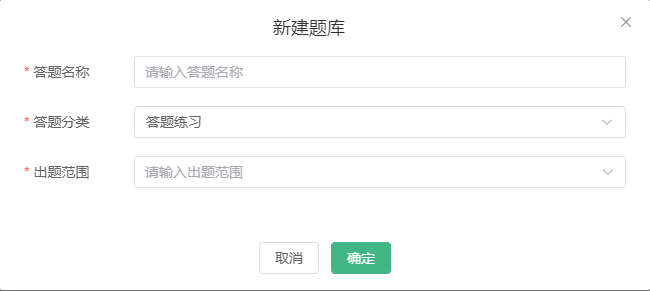 新建题库
* 答题名称 请输入答题名称
* 答题分类 答题练习
* 出题范围 请输入出题范围
取消 确定